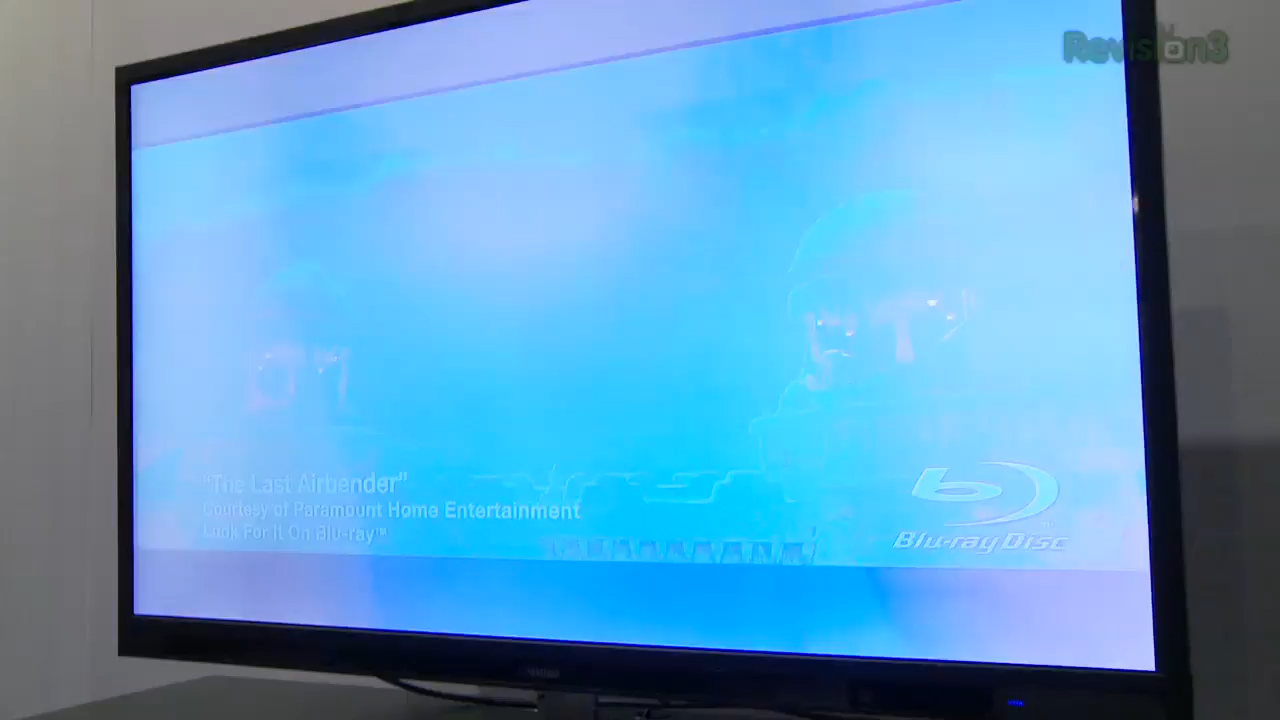 Revision3
"The Last Airbender"
Courtesy of Paramount Home Entertainment
Look For It On Blu-ray™
Blu-ray Disc